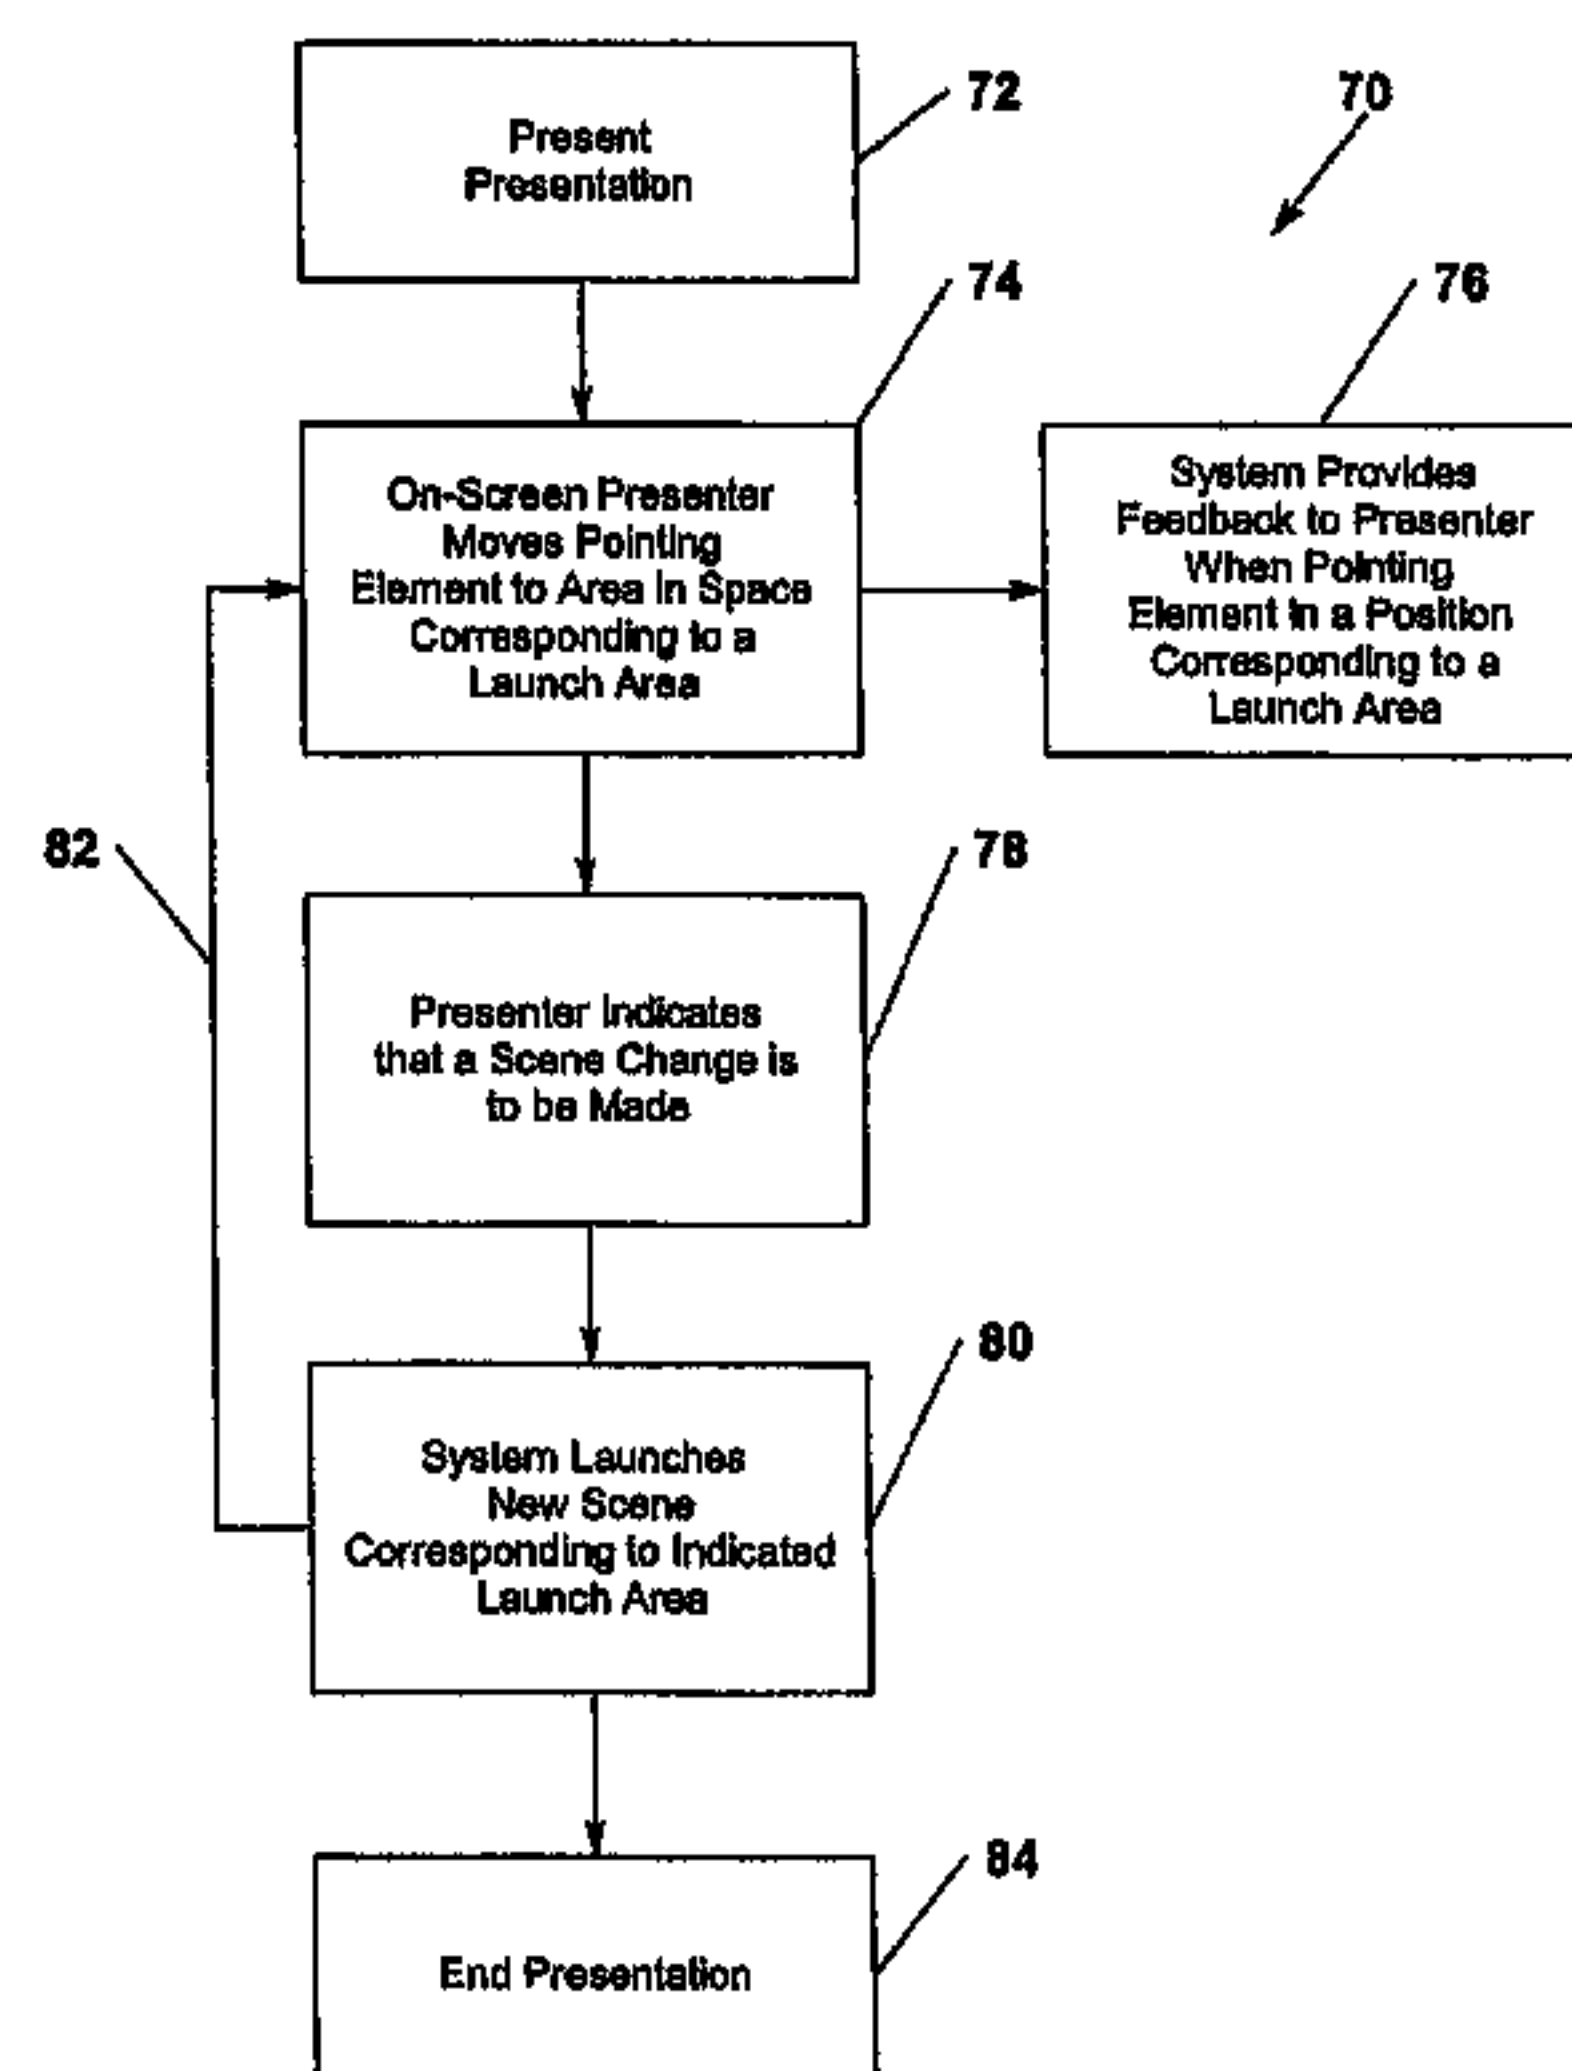 72
70
Present
Presentation
74
76
On-Screen Presenter
Moves Pointing
Element to Area in Space
Corresponding to a
Launch Area
System Provides
Feedback to Presenter
When Pointing
Element in a Position
Corresponding to a
Launch Area
82
78
Presenter Indicates
that a Scene Change is
to be Made
80
System Launches
New Scene
Corresponding to Indicated
Launch Area
84
End Presentation